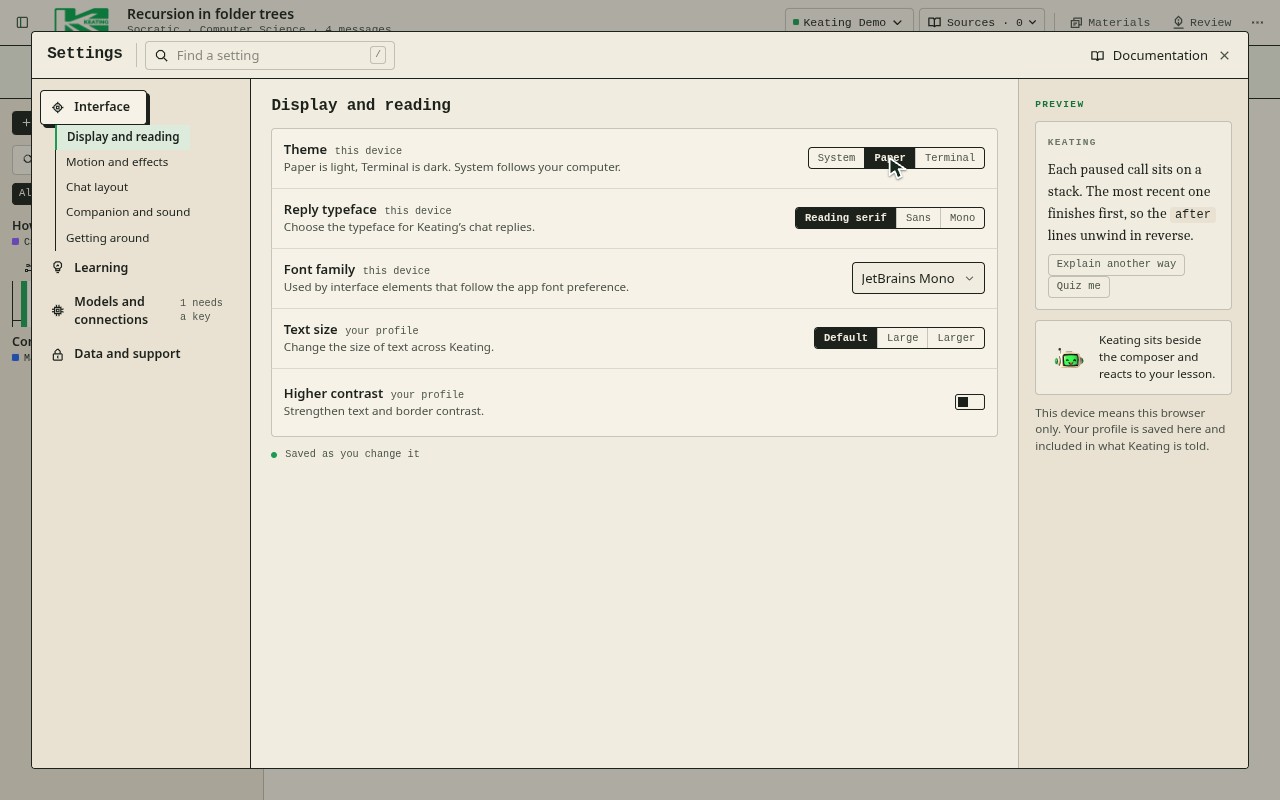 Recursion in folder trees
Socratic · Computer Science · 4 messages
KEATING
Keating Demo
Sources · 0
Materials
Review
Settings
Find a setting
/
Documentation
Interface
Display and reading
Motion and effects
Chat layout
Companion and sound
Getting around
Learning
Models and connections
1 needs a key
Data and support
Display and reading
Theme this device
Paper is light, Terminal is dark. System follows your computer.
System Paper Terminal
Reply typeface this device
Choose the typeface for Keating’s chat replies.
Reading serif Sans Mono
Font family this device
Used by interface elements that follow the app font preference.
JetBrains Mono
Text size your profile
Change the size of text across Keating.
Default Large Larger
Higher contrast your profile
Strengthen text and border contrast.
Saved as you change it
PREVIEW
KEATING
Each paused call sits on a
stack. The most recent one
finishes first, so the after
lines unwind in reverse.
Explain another way
Quiz me
Keating sits beside
the composer and
reacts to your lesson.
This device means this browser
only. Your profile is saved here and
included in what Keating is told.